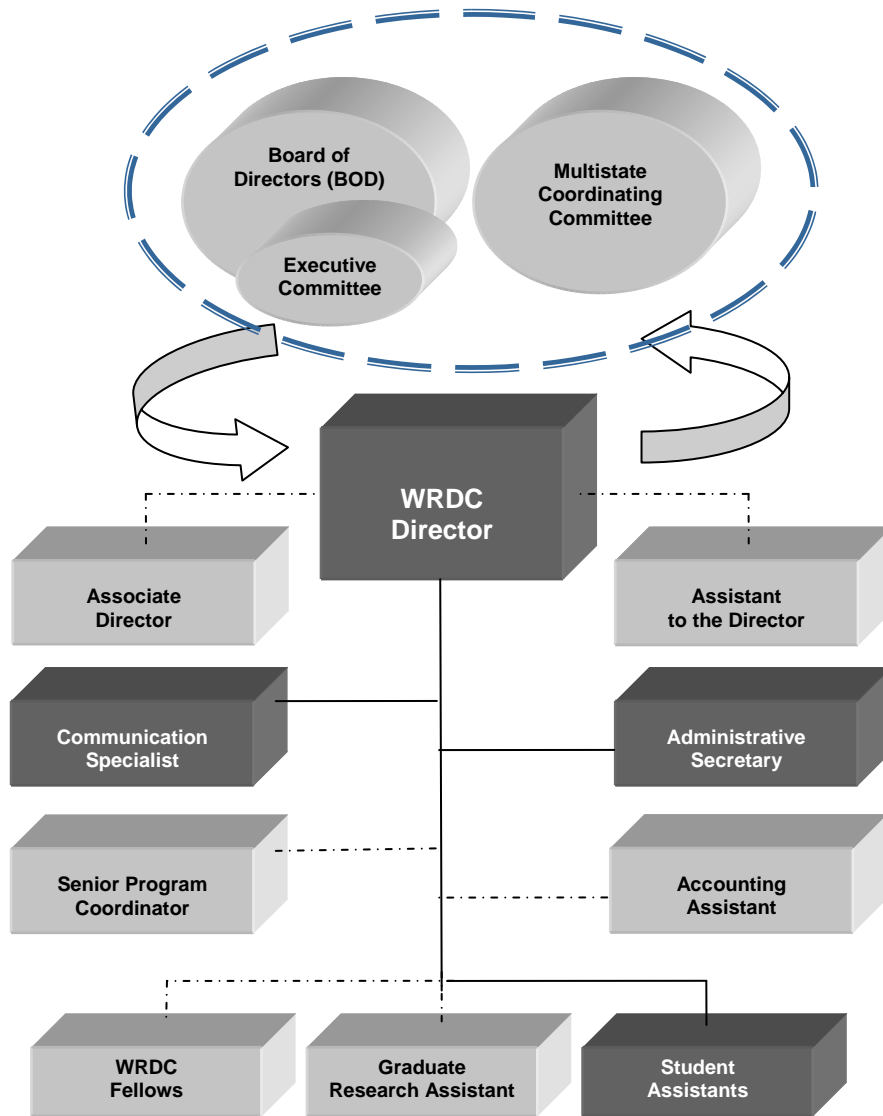 Board of
Directors (BOD)
Multistate
Coordinating
Committee
Executive
Committee
WRDC
Director
Associate
Director
Assistant
to the Director
Communication
Specialist
Administrative
Secretary
Senior Program
Coordinator
Accounting
Assistant
WRDC
Fellows
Graduate
Research Assistant
Student
Assistants